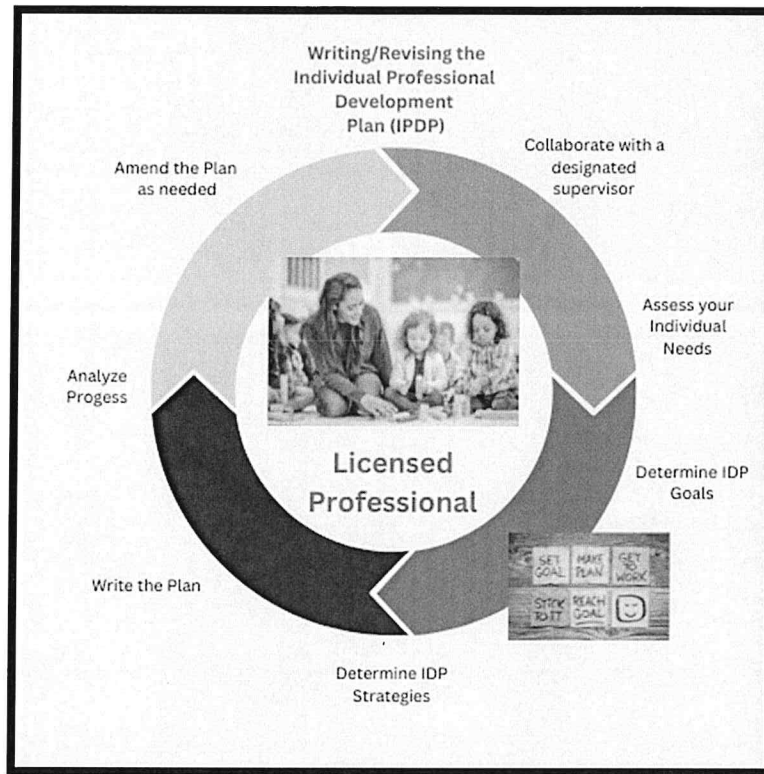 Writing/Revising the
Individual Professional
Development
Plan (IPDP)
Collaborate with a
designated
supervisor
Assess your
Individual
Needs
Determine IDP
Goals
Determine IDP
Strategies
Write the Plan
Analyze
Progess
Amend the Plan
as needed
Licensed
Professional
SET
GOAL
MAKE
PLAN
GET
TO
WORK
STICK
TO IT
REACH
GOAL